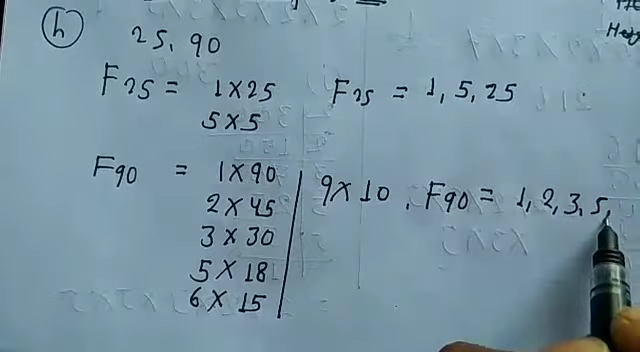 (h) 25, 90
F25 = 1 X 25
5 X 5
F25 = 1, 5, 25
F90 = 1 X 90
2 X 45
3 X 30
5 X 18
6 X 15
9 X 10, F90 = 1, 2, 3, 5,